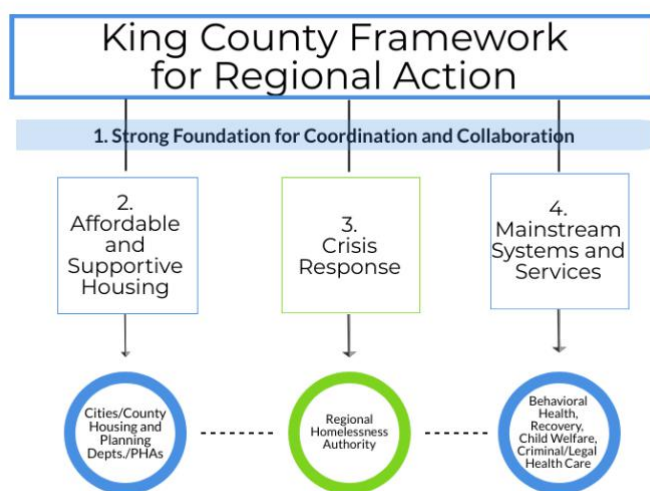 King County Framework
for Regional Action
1. Strong Foundation for Coordination and Collaboration
2.
Affordable
and
Supportive
Housing
3.
Crisis
Response
4.
Mainstream
Systems and
Services
Cities/County
Housing and
Planning
Depts./PHAs
Regional
Homelessness
Authority
Behavioral
Health,
Recovery,
Child Welfare,
Criminal/Legal
Health Care